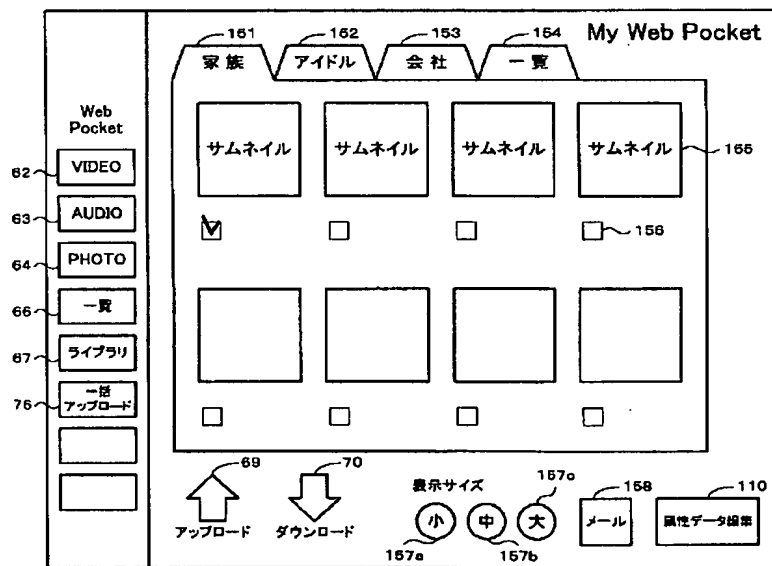 151
152
153
154
My Web Pocket
家族
アイドル
会社
一覧
Web
Pocket
サムネイル
サムネイル
サムネイル
サムネイル
155
62
VIDEO
63
AUDIO
156
64
PHOTO
66
一覧
67
ライブラリ
76
一括
アップロード
69
70
表示サイズ
157c
158
110
小
中
大
メール
属性データ編集
アップロード
ダウンロード
157a
157b